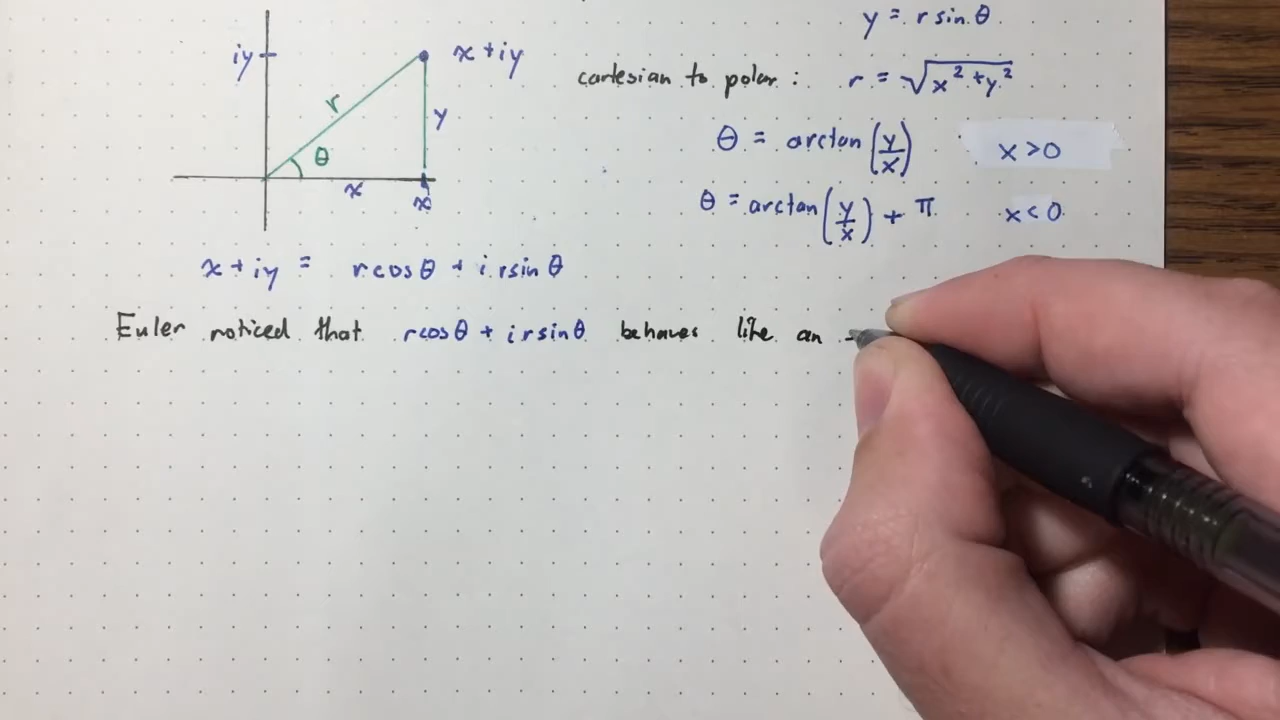 y = r sin θ
iy
x + iy
cartesian to polar : r = √(x² + y²)
r
y
θ = arctan(y/x) x > 0
θ
x
x
θ = arctan(y/x) + π x < 0
x + iy = r cos θ + i r sin θ
Euler noticed that r cos θ + i r sin θ behaves like an